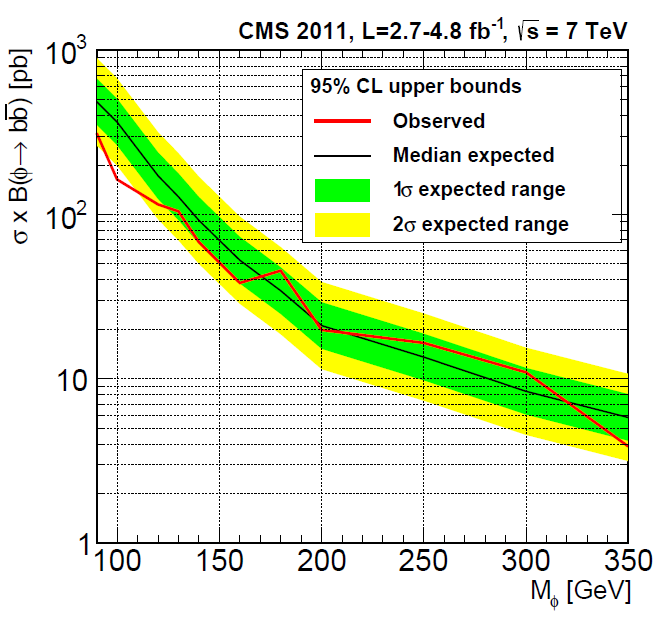 CMS 2011, L=2.7-4.8 fb⁻¹, √s = 7 TeV
σ x B(ϕ→ bb̅) [pb]
10³
10²
10
1
95% CL upper bounds
Observed
Median expected
1σ expected range
2σ expected range
100 150 200 250 300 350
M_ϕ [GeV]